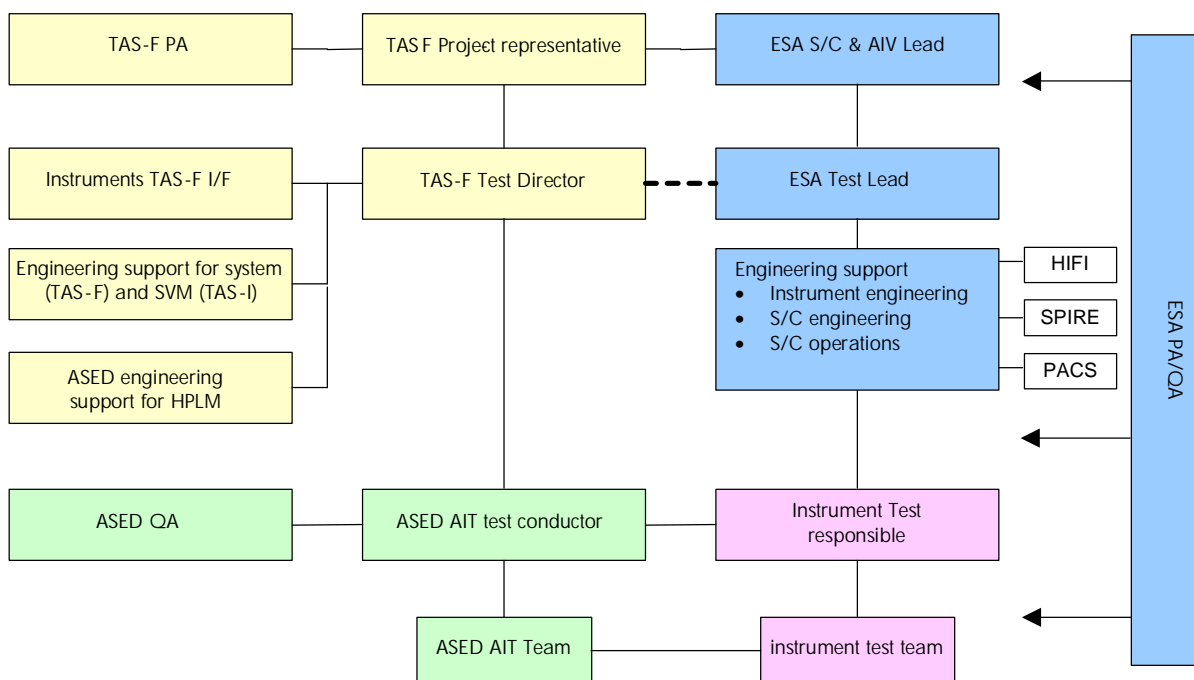 TAS-F PA
TAS F Project representative
ESA S/C & AIV Lead
Instruments TAS-F I/F
TAS-F Test Director
ESA Test Lead
Engineering support for system
(TAS-F) and SVM (TAS-I)
Engineering support
• Instrument engineering
• S/C engineering
• S/C operations
HIFI
SPIRE
PACS
ASED engineering
support for HPLM
ESA PA/QA
ASED QA
ASED AIT test conductor
Instrument Test
responsible
ASED AIT Team
instrument test team